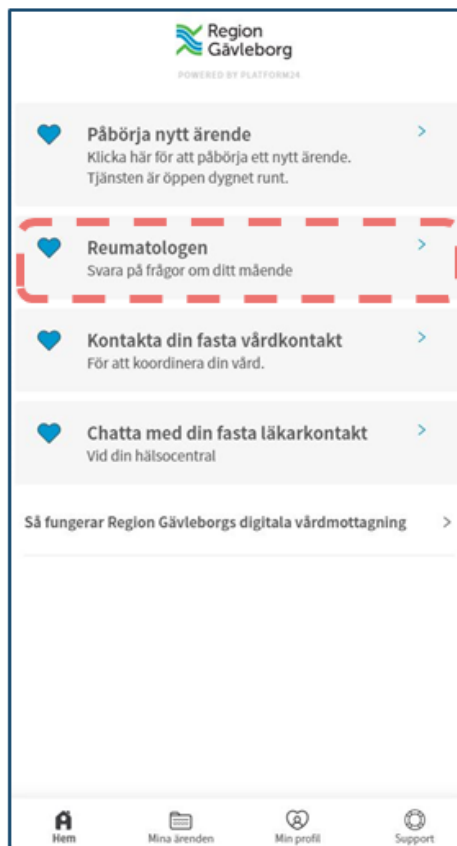 Region
Gävleborg
POWERED BY PLATFORM24
Påbörja nytt ärende
Klicka här för att påbörja ett nytt ärende.
Tjänsten är öppen dygnet runt.
Reumatologen
Svara på frågor om ditt mående
Kontakta din fasta vårdkontakt
För att koordinera din vård.
Chatta med din fasta läkarkontakt
Vid din hälsocentral
Så fungerar Region Gävleborgs digitala vårdmottagning
Hem
Mina ärenden
Min profil
Support